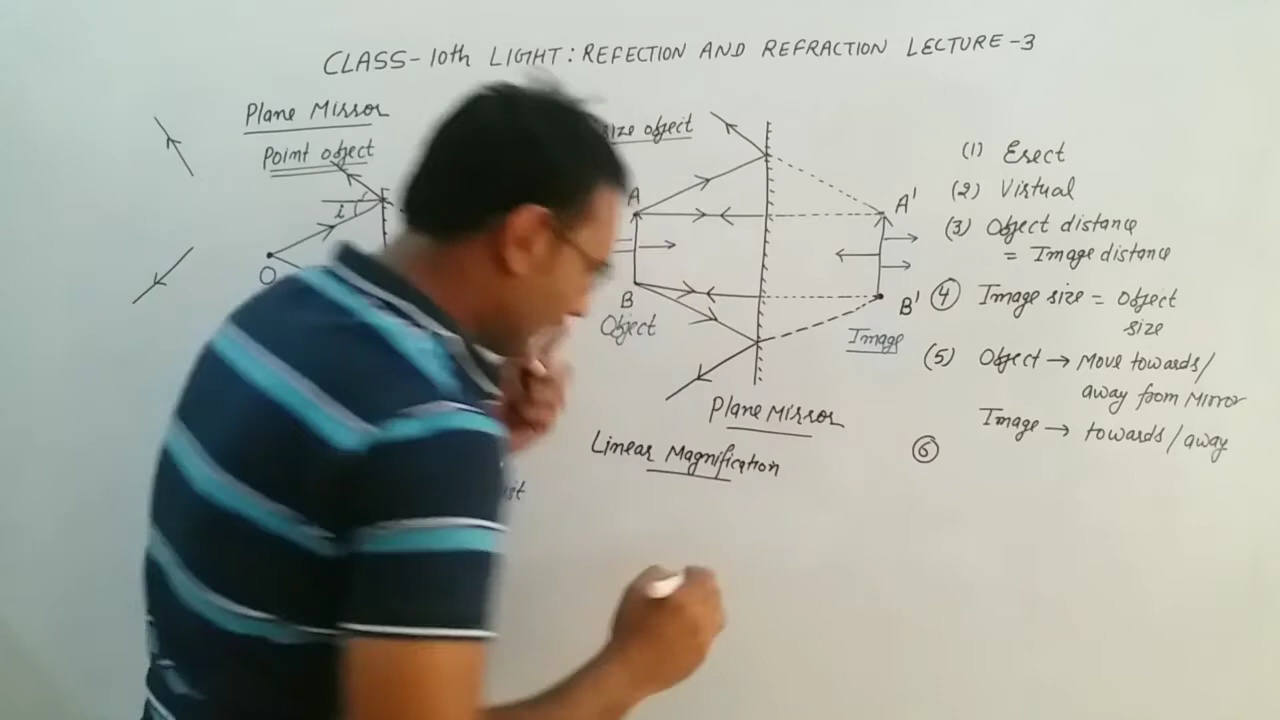 CLASS-10th LIGHT: REFECTION AND REFRACTION LECTURE-3
Plane Mirror
Point object
i
O
size object
A
B
Object
A'
B'
Image
Plane Mirror
Linear Magnification
(1) Erect
(2) Virtual
(3) Object distance
= Image distance
④ Image size = Object
size
(5) Object → Move towards/
away from Mirror
Image → towards/away
⑥